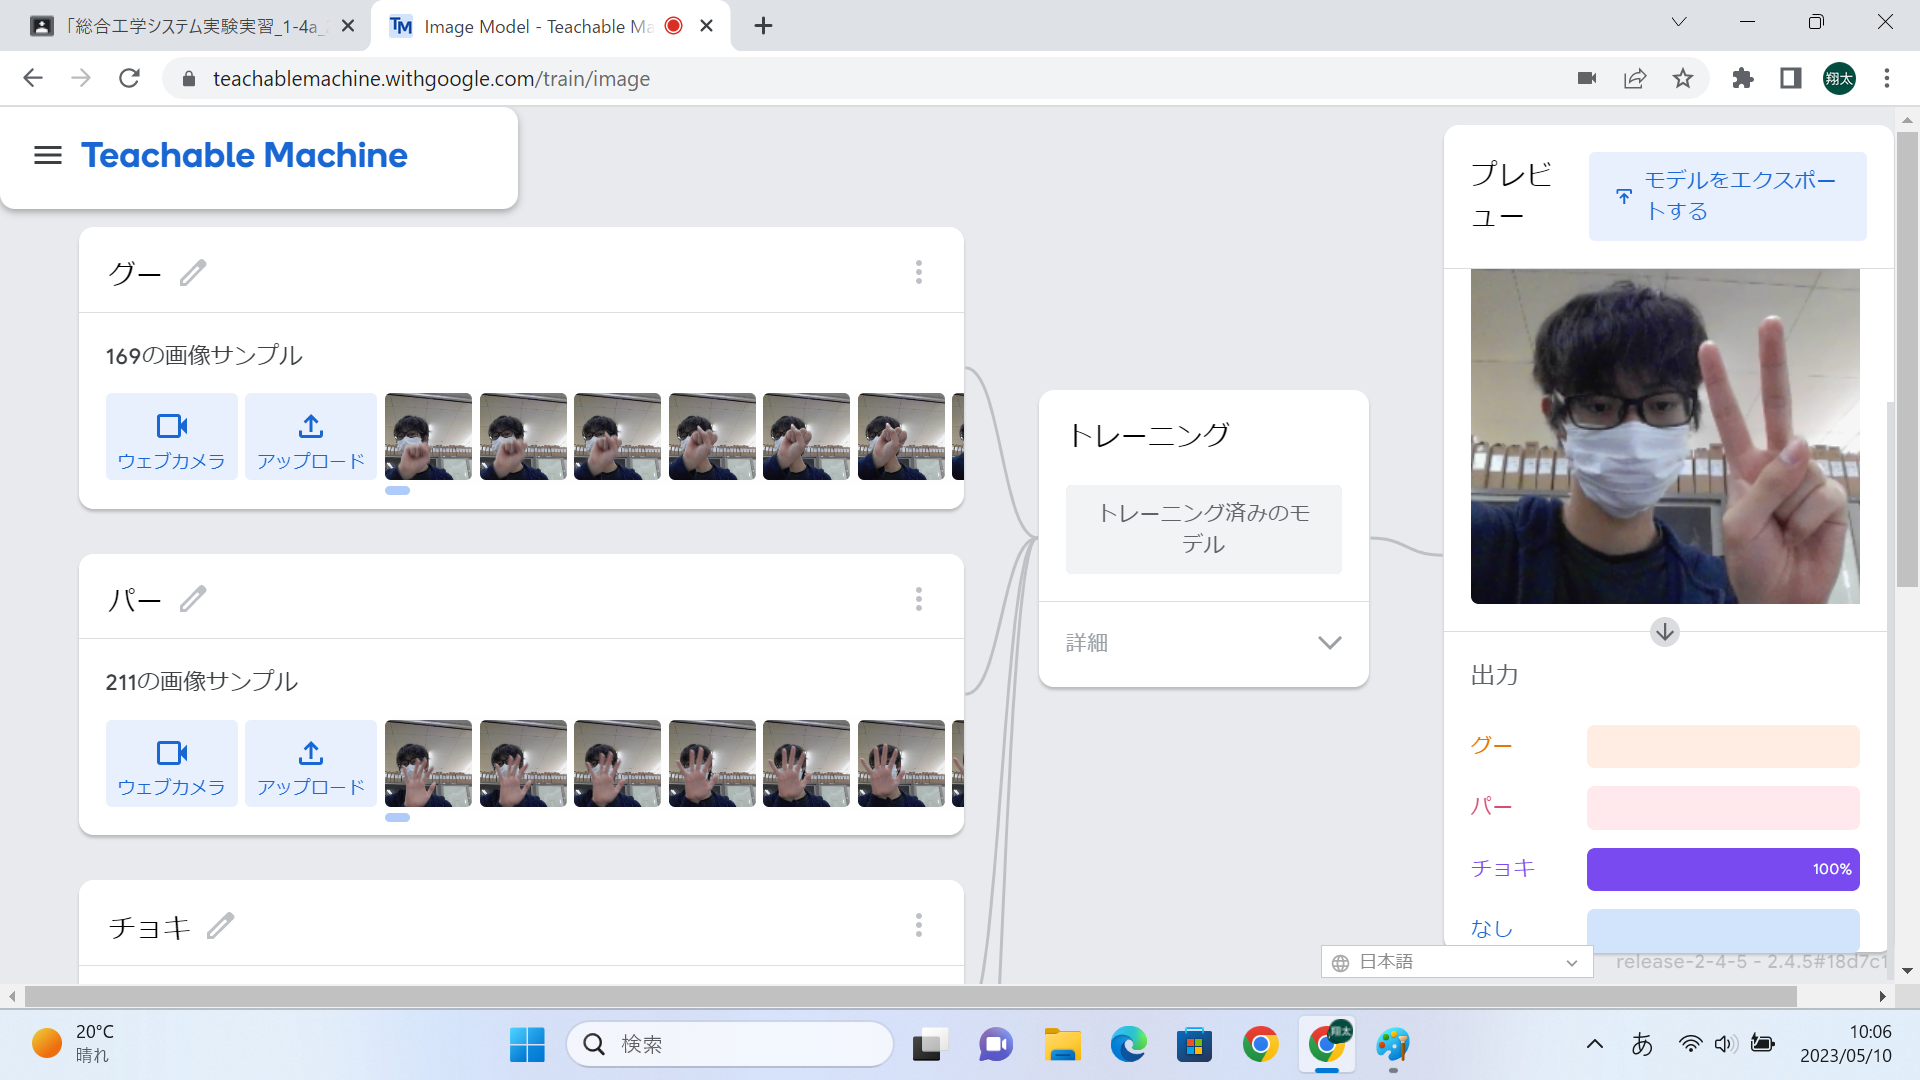 「総合工学システム実験実習_1-4a_
Image Model - Teachable Ma
teachablemachine.withgoogle.com/train/image
翔太
Teachable Machine
グー
169の画像サンプル
ウェブカメラ
アップロード
パー
211の画像サンプル
ウェブカメラ
アップロード
チョキ
トレーニング
トレーニング済みのモ
デル
詳細
プレビ
ュー
モデルをエクスポー
トする
出力
グー
パー
チョキ
100%
なし
日本語
release-2-4-5 - 2.4.5#18d7c1
20°C
晴れ
検索
翔太
あ
10:06
2023/05/10